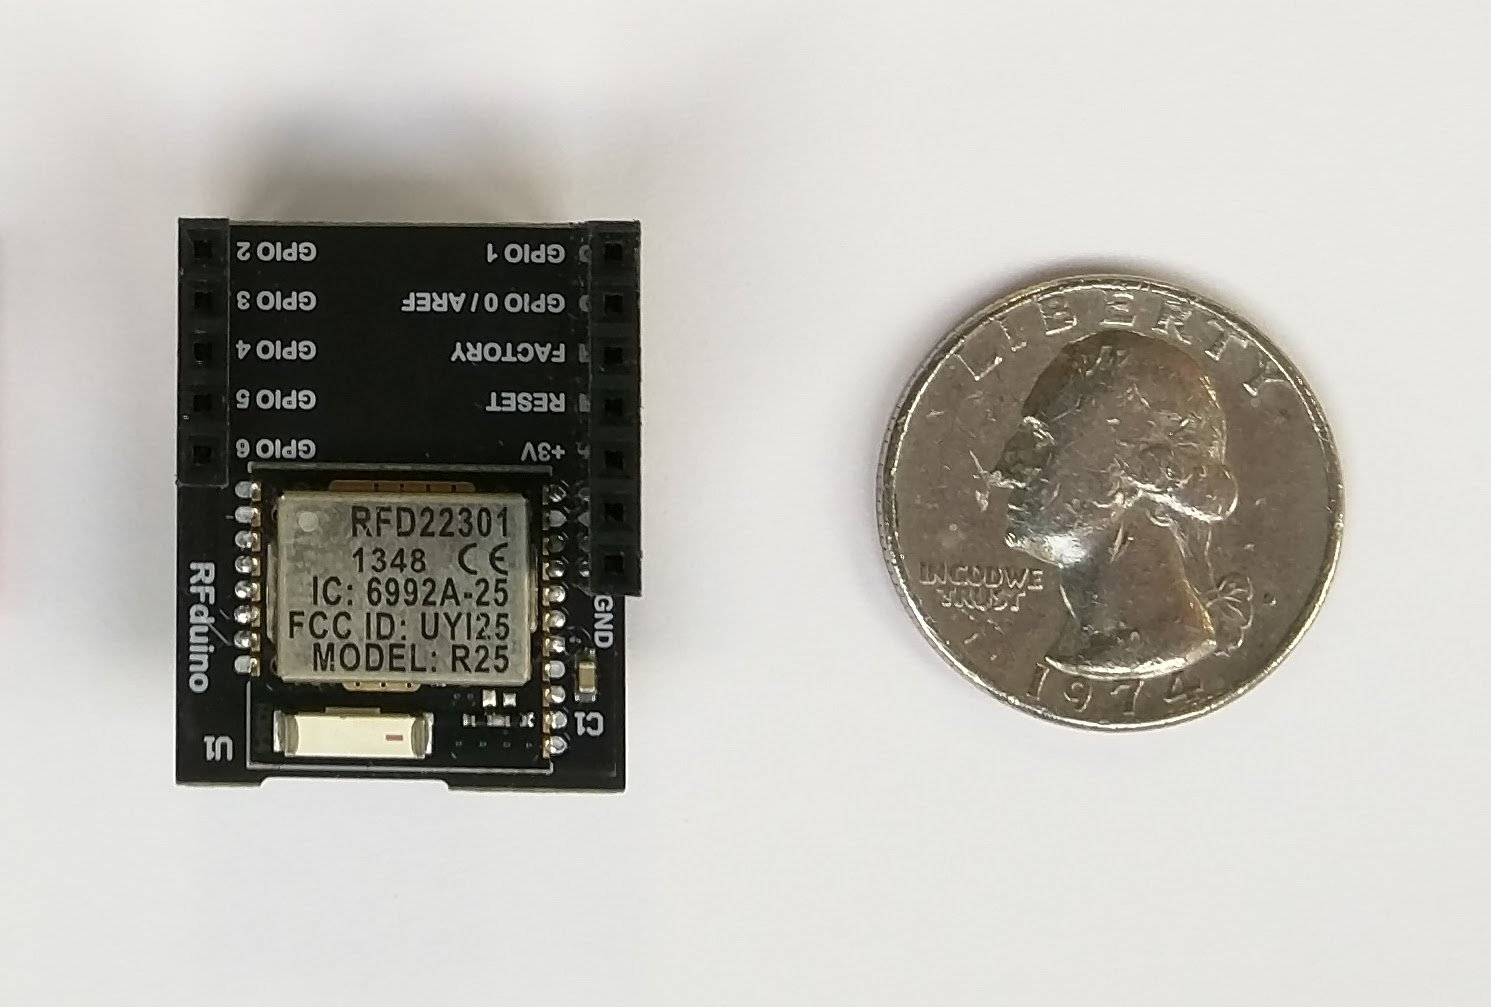 GPIO 2
GPIO 1
GPIO 3
GPIO 0 / AREF
GPIO 4
FACTORY
GPIO 5
RESET
GPIO 6
+3V
RFD22301
1348 CE
IC: 6992A-25
FCC ID: UYI25
MODEL: R25
RFduino
GND
C1
U1
LIBERTY
IN GOD WE
TRUST
1974